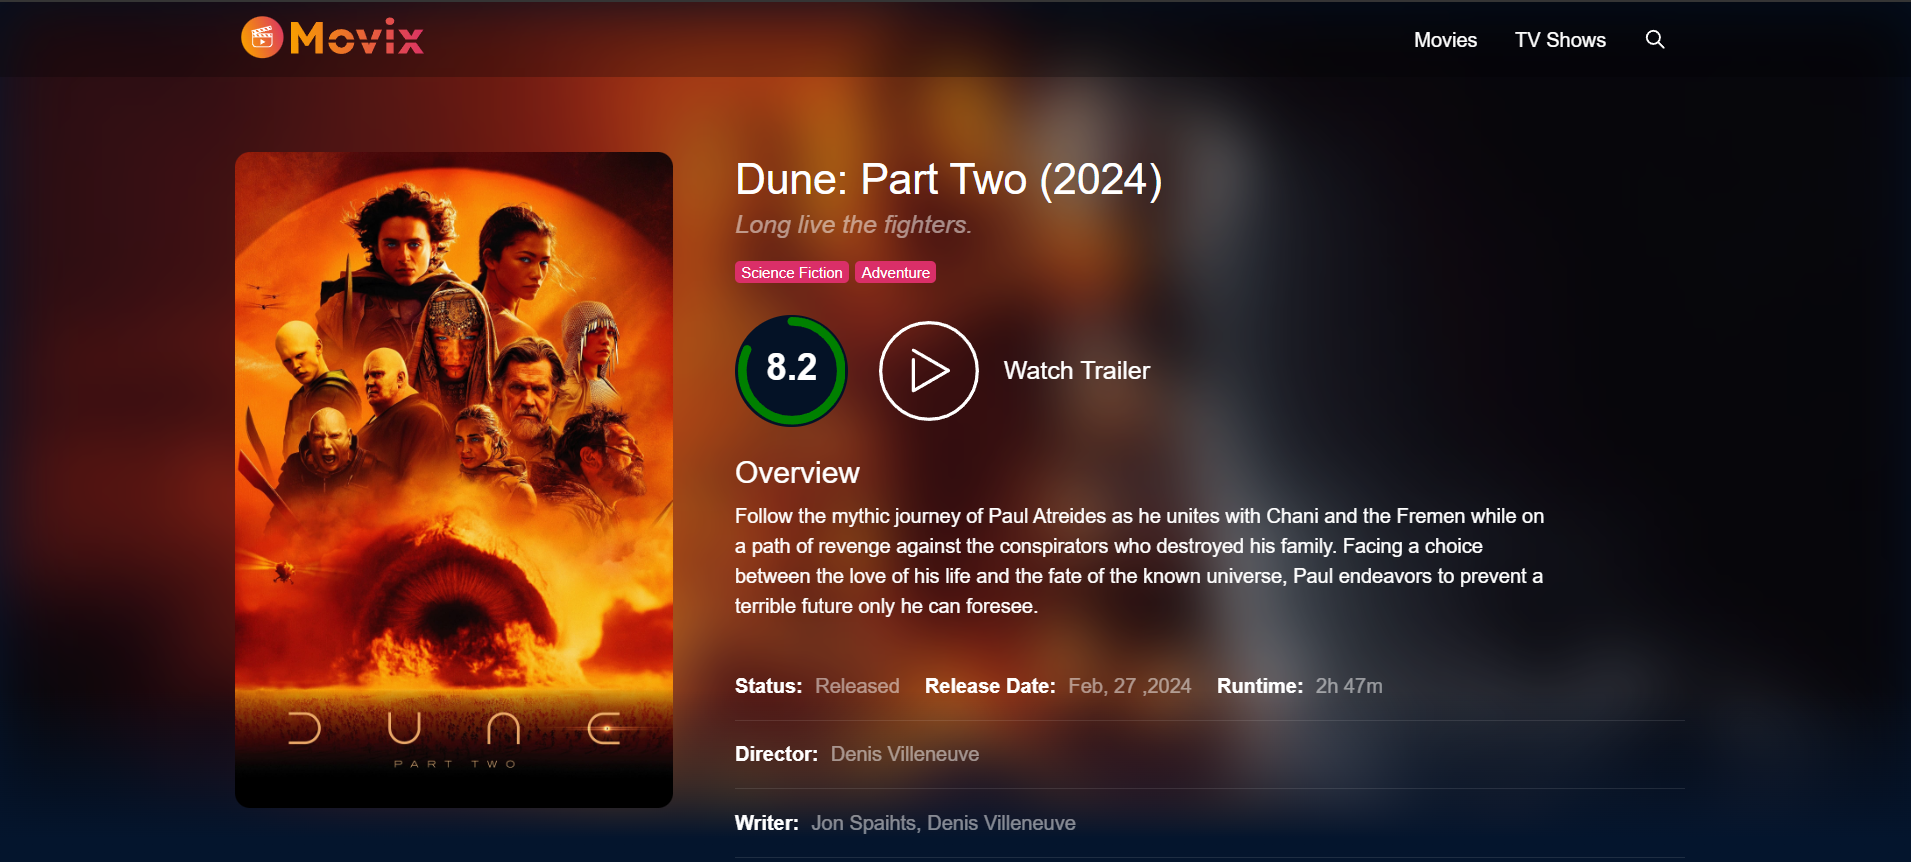 Movix
Movies
TV Shows
Dune: Part Two (2024)
Long live the fighters.
Science Fiction
Adventure
8.2
Watch Trailer
Overview
Follow the mythic journey of Paul Atreides as he unites with Chani and the Fremen while on
a path of revenge against the conspirators who destroyed his family. Facing a choice
between the love of his life and the fate of the known universe, Paul endeavors to prevent a
terrible future only he can foresee.
Status: Released Release Date: Feb, 27 ,2024 Runtime: 2h 47m
Director: Denis Villeneuve
Writer: Jon Spaihts, Denis Villeneuve
DUNE
PART TWO